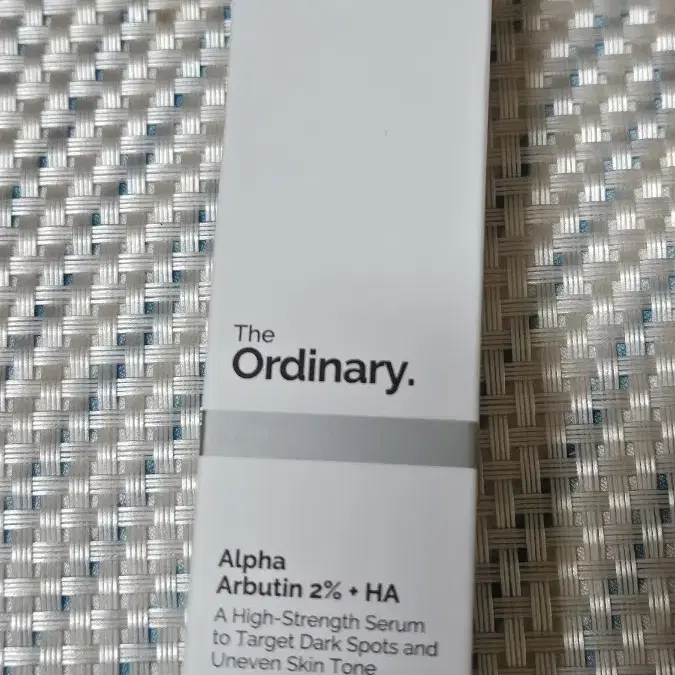 The
Ordinary.
Alpha
Arbutin 2% + HA
A High-Strength Serum
to Target Dark Spots and
Uneven Skin Tone